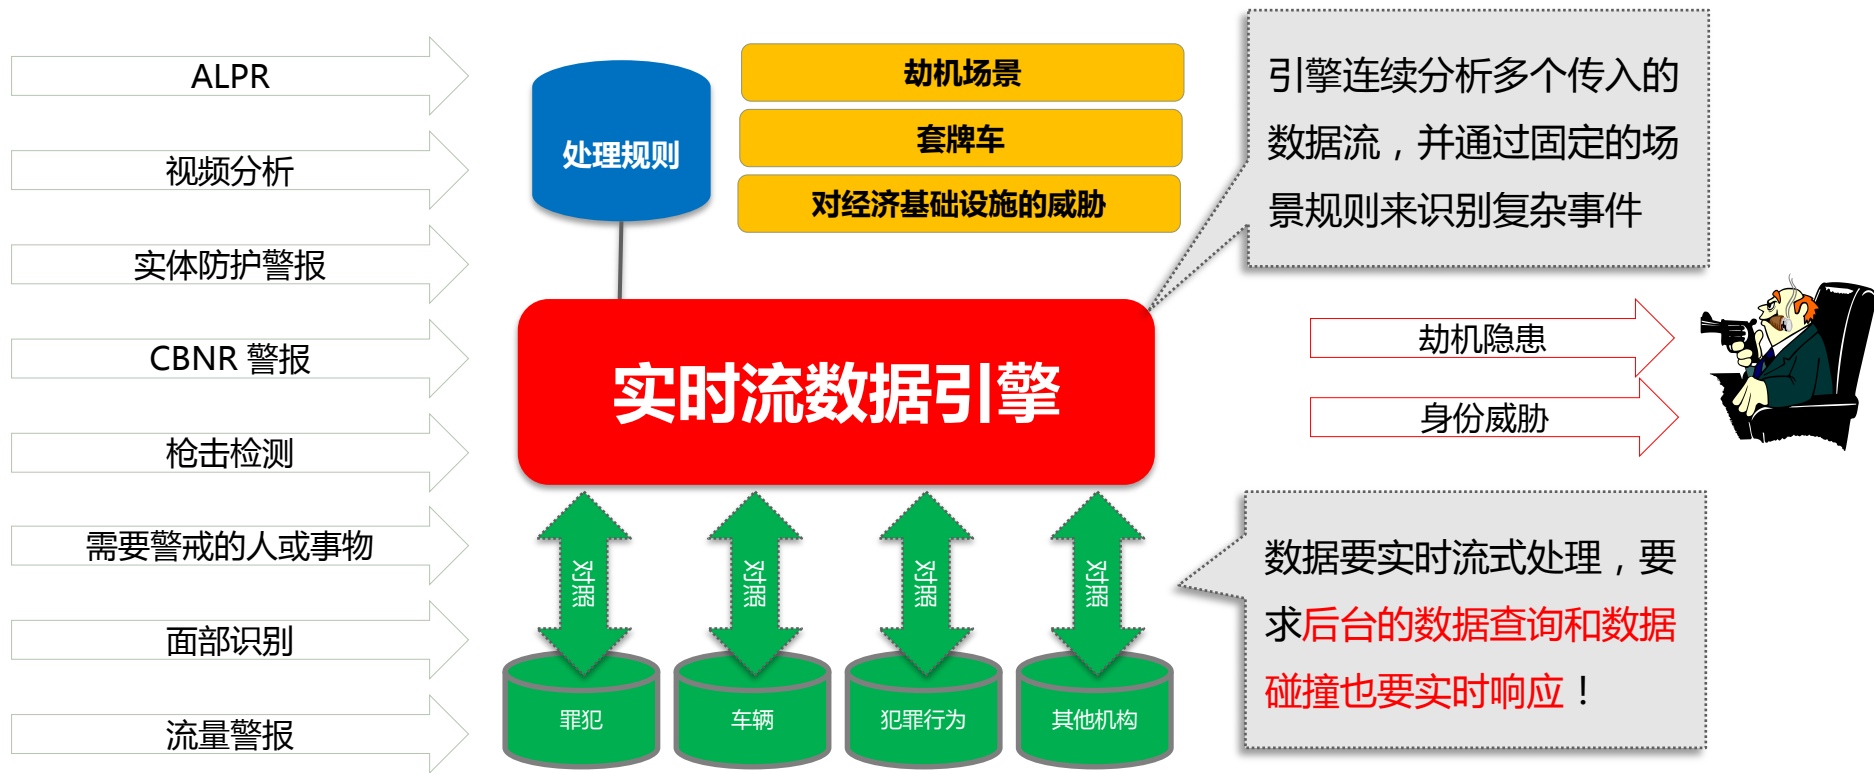 ALPR
视频分析
实体防护警报
CBNR 警报
枪击检测
需要警戒的人或事物
面部识别
流量警报
处理规则
劫机场景
套牌车
对经济基础设施的威胁
引擎连续分析多个传入的
数据流，并通过固定的场
景规则来识别复杂事件
实时流数据引擎
劫机隐患
身份威胁
对照
对照
对照
对照
罪犯
车辆
犯罪行为
其他机构
数据要实时流式处理，要
求后台的数据查询和数据
碰撞也要实时响应！